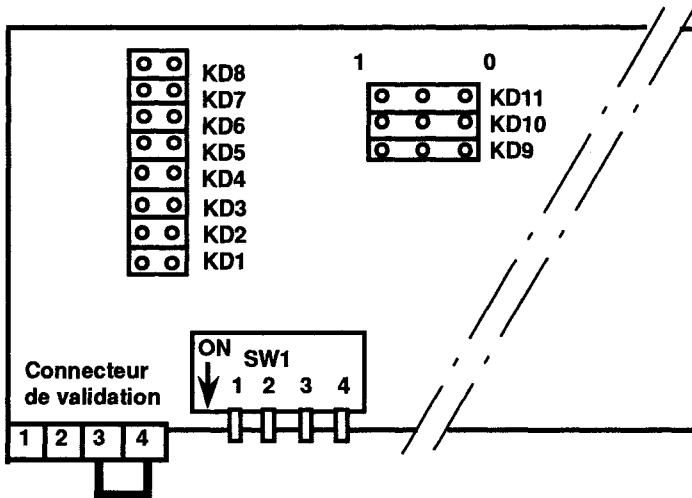 1 0
KD8
KD7
KD6
KD5
KD4
KD3
KD2
KD1
KD11
KD10
KD9
ON
SW1
1 2 3 4
Connecteur
de validation
1 2 3 4